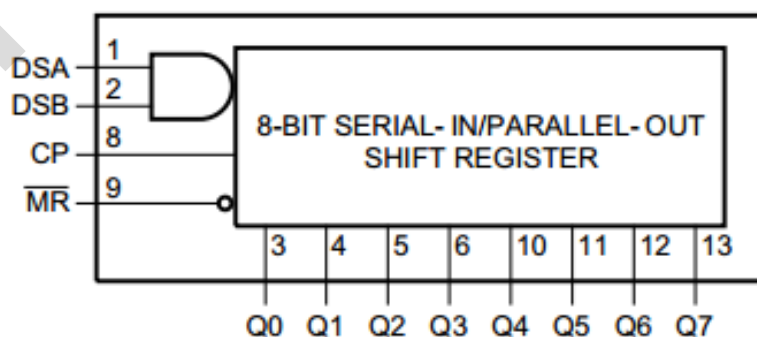 DSA 1
DSB 2
CP 8
MR 9
8-BIT SERIAL- IN/PARALLEL- OUT
SHIFT REGISTER
3 4 5 6 10 11 12 13
Q0 Q1 Q2 Q3 Q4 Q5 Q6 Q7